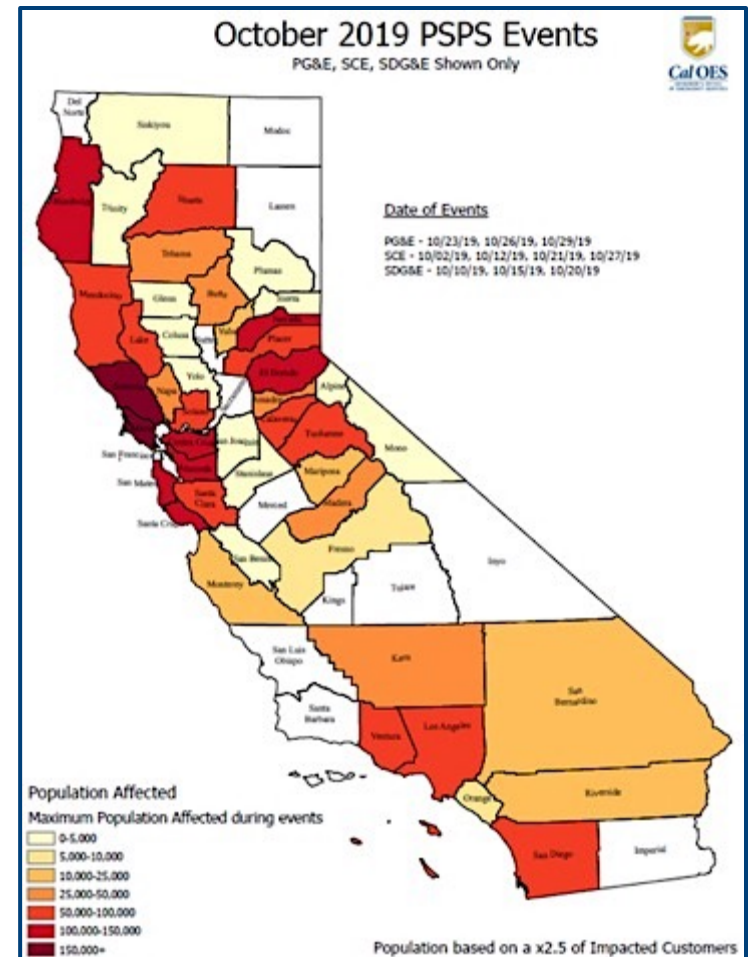 October 2019 PSPS Events
PG&E, SCE, SDG&E Shown Only
Cal OES
Del
Norte
Siskiyou
Modoc
Trinity
Shasta
Lassen
Date of Events
PG&E - 10/23/19, 10/26/19, 10/29/19
SCE - 10/02/19, 10/12/19, 10/21/19, 10/27/19
SDG&E - 10/10/19, 10/15/19, 10/20/19
Tehama
Plumas
Mendocino
Glenn
Butte
Sierra
Lake
Colusa
Placer
Yolo
El Dorado
Napa
Alpine
Amador
Solano
Calaveras
Tuolumne
Mono
Contra Costa
San Joaquin
San Francisco
Stanislaus
Mariposa
San Mateo
Santa
Clara
Merced
Madera
Santa Cruz
Fresno
San Benito
Inyo
Monterey
Kings
Tulare
San Luis
Obispo
Kern
San
Bernardino
Santa
Barbara
Ventura
Los Angeles
Orange
Riverside
San Diego
Imperial
Population Affected
Maximum Population Affected during events
0-5,000
5,000-10,000
10,000-25,000
25,000-50,000
50,000-100,000
100,000-150,000
150,000+
Population based on a x2.5 of Impacted Customers